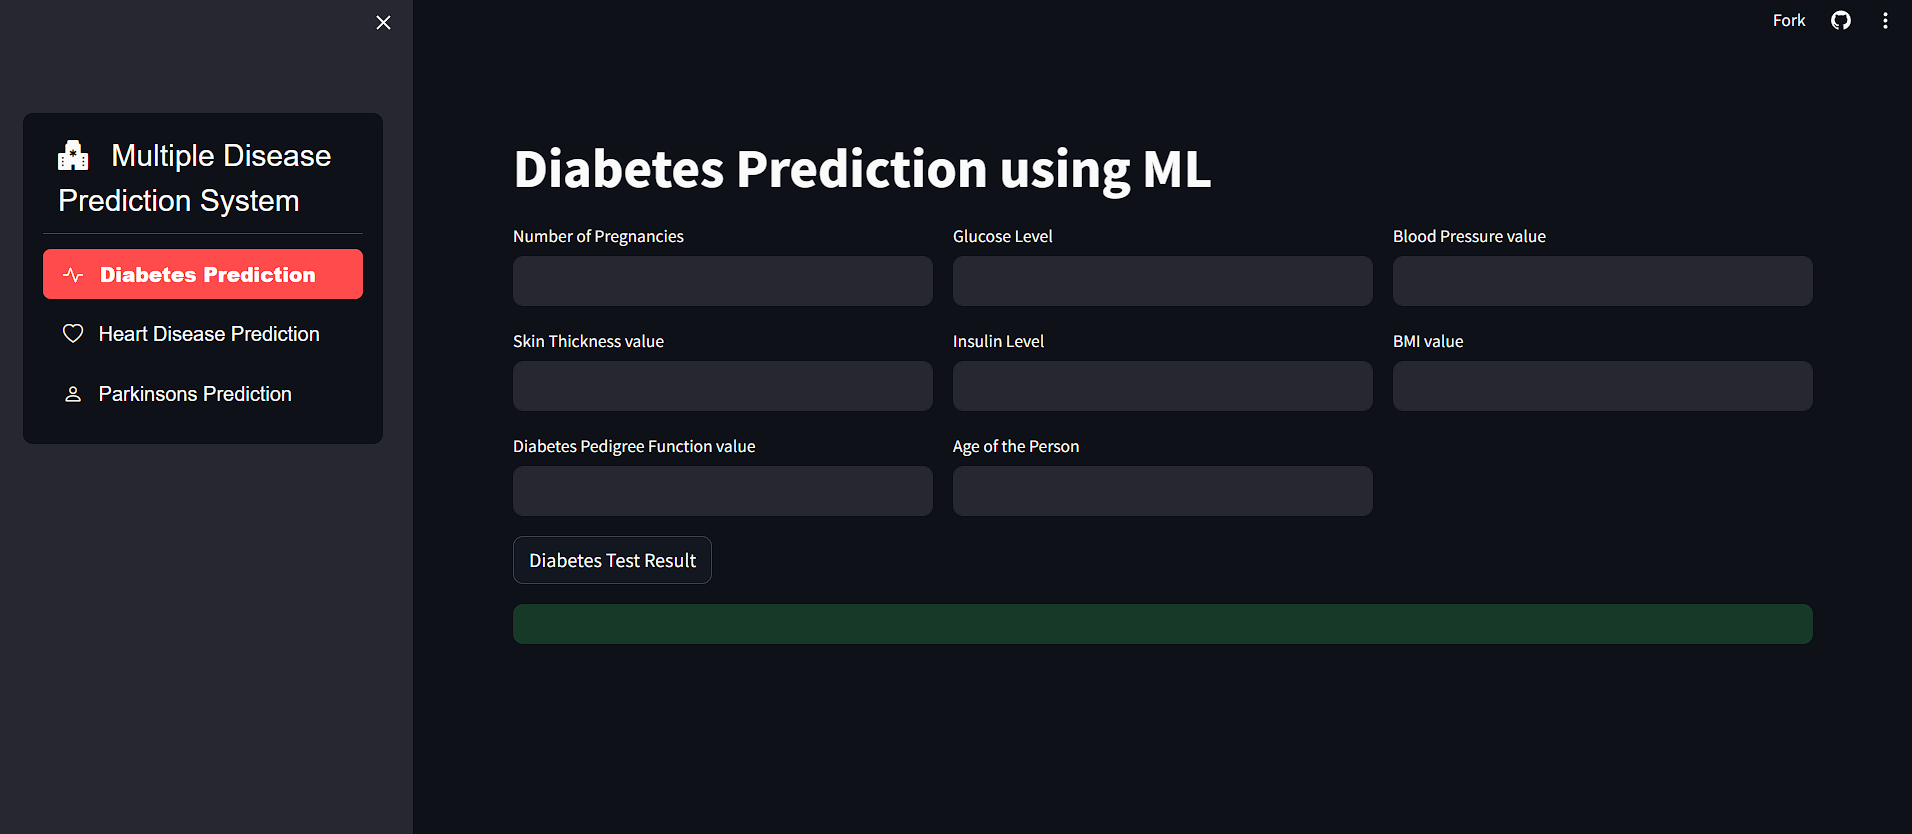 Fork
Multiple Disease
Prediction System
Diabetes Prediction
Heart Disease Prediction
Parkinsons Prediction
Diabetes Prediction using ML
Number of Pregnancies
Glucose Level
Blood Pressure value
Skin Thickness value
Insulin Level
BMI value
Diabetes Pedigree Function value
Age of the Person
Diabetes Test Result